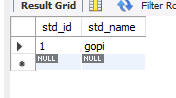 Result Grid Filter Ro
std_id std_name
1 gopi
NULL NULL